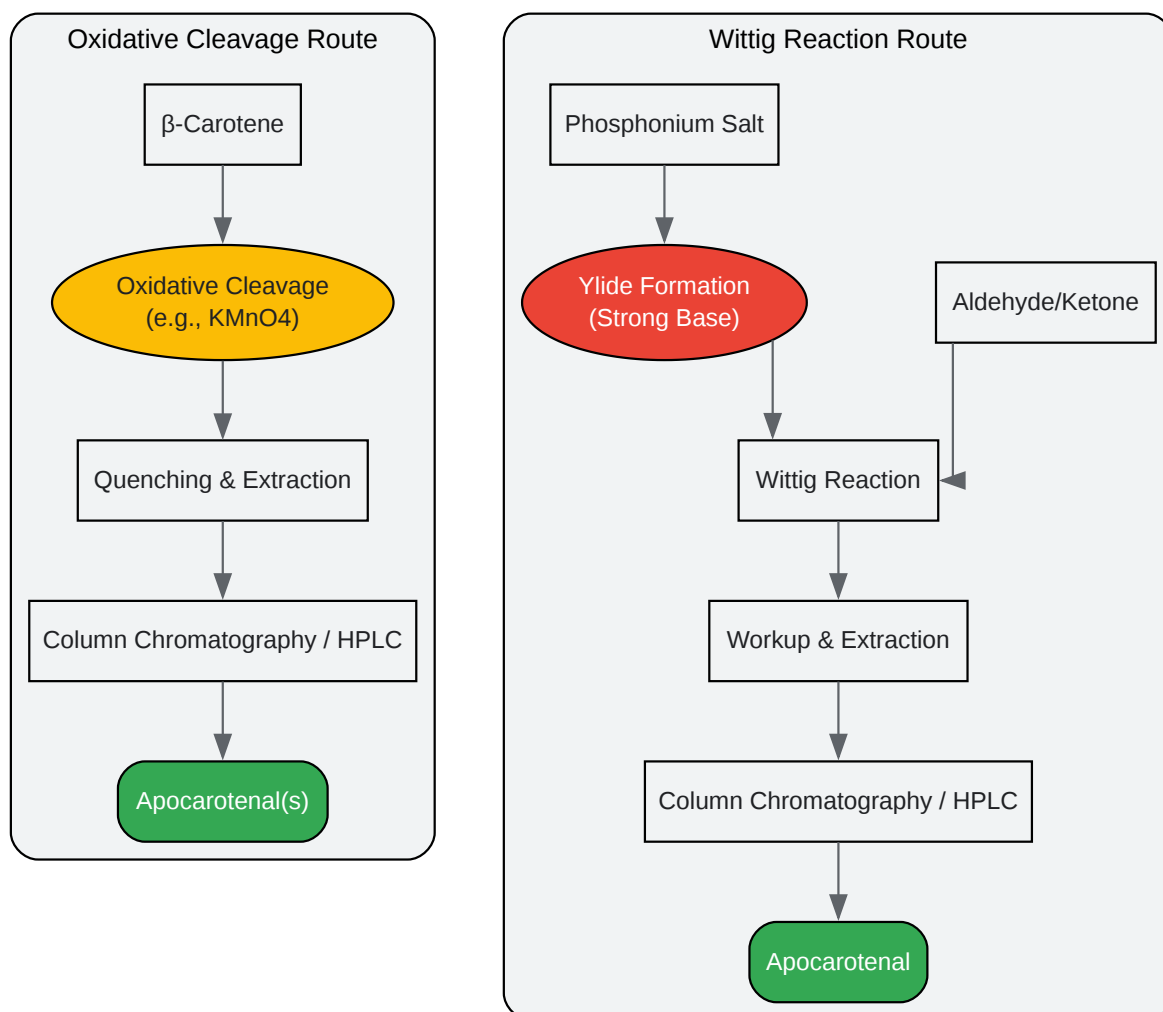 Oxidative Cleavage Route
β-Carotene
Oxidative Cleavage
(e.g., KMnO4)
Quenching & Extraction
Column Chromatography / HPLC
Apocarotenal(s)
Wittig Reaction Route
Phosphonium Salt
Ylide Formation
(Strong Base)
Aldehyde/Ketone
Wittig Reaction
Workup & Extraction
Column Chromatography / HPLC
Apocarotenal